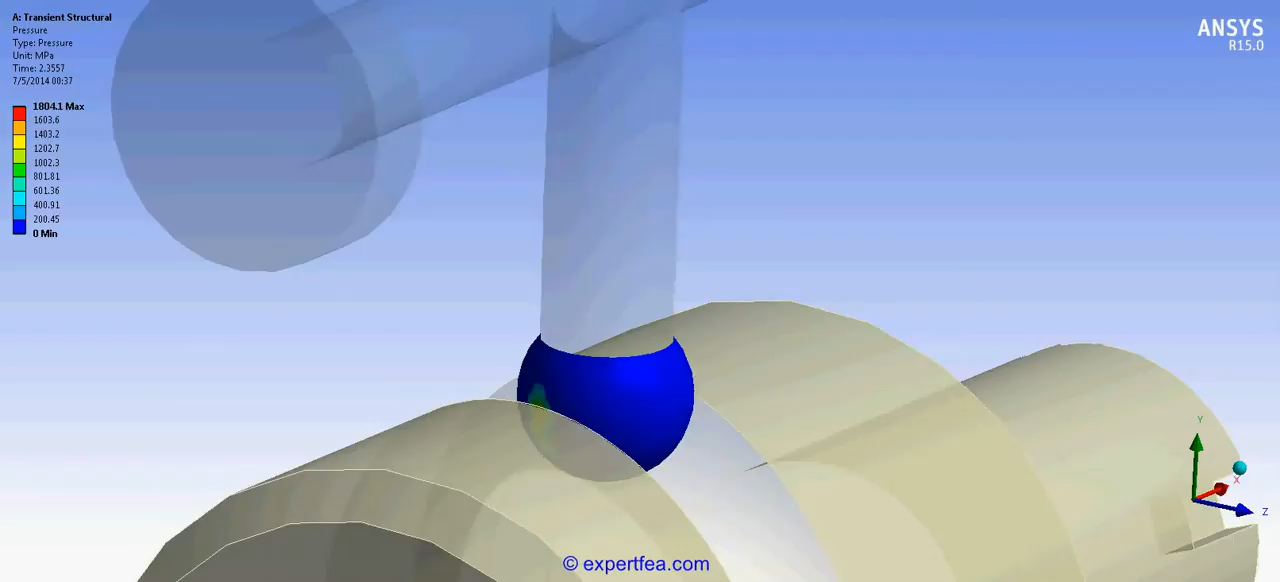 A: Transient Structural
Pressure
Type: Pressure
Unit: MPa
Time: 2.3557
7/5/2014 00:37
1804.1 Max
1603.6
1403.2
1202.7
1002.3
801.81
601.36
400.91
200.45
0 Min
ANSYS
R15.0
Y
X
Z
© expertfea.com